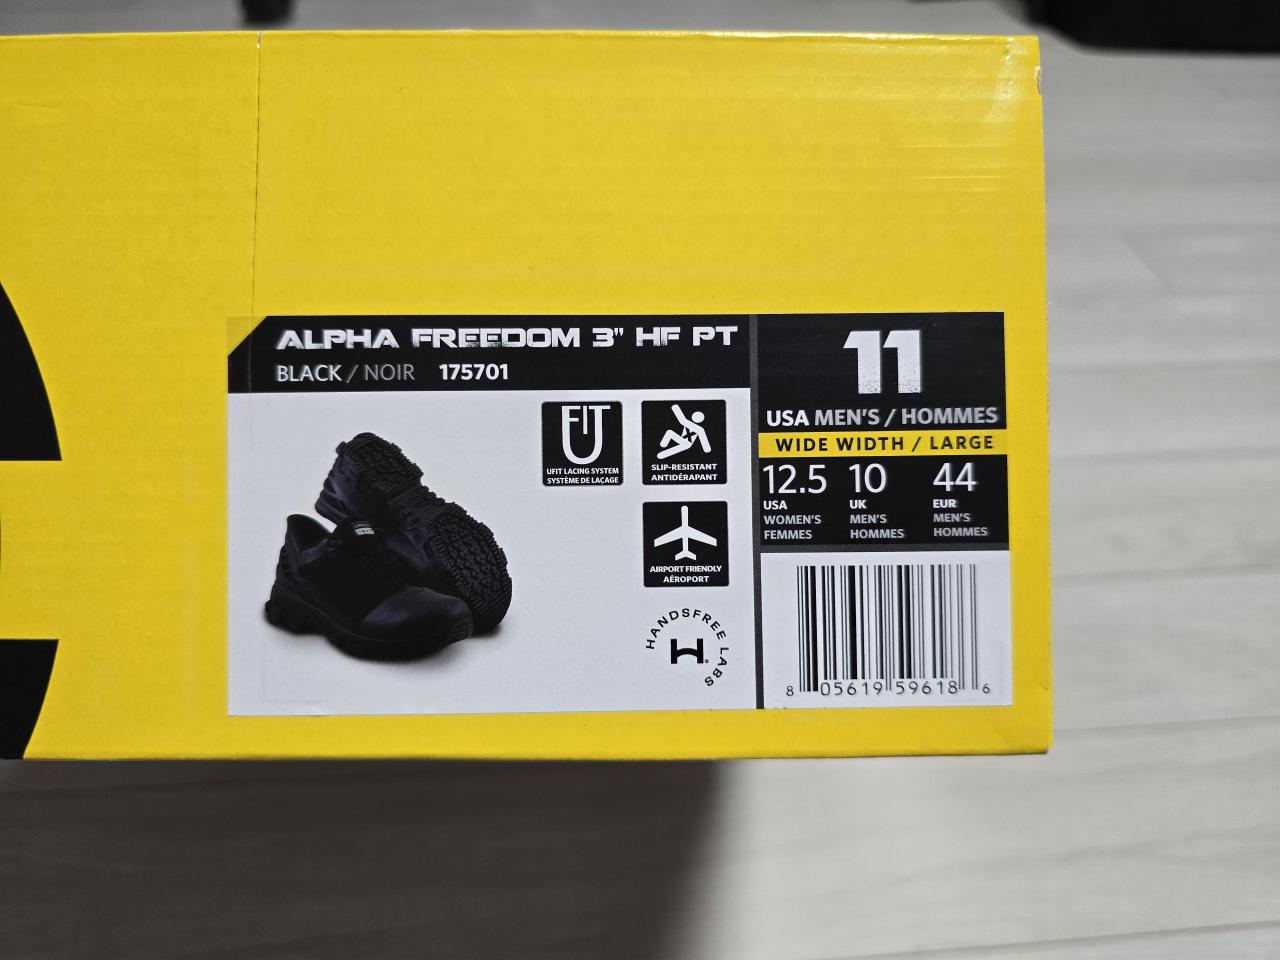 ALPHA FREEDOM 3" HF PT
BLACK / NOIR 175701
FIT
U
UFIT LACING SYSTEM
SYSTÈME DE LAÇAGE
SLIP-RESISTANT
ANTIDÉRAPANT
AIRPORT FRIENDLY
AÉROPORT
HANDSFREE LABS
H
11
USA MEN'S / HOMMES
WIDE WIDTH / LARGE
12.5 10 44
USA UK EUR
WOMEN'S MEN'S MEN'S
FEMMES HOMMES HOMMES
8 05619 59618 6